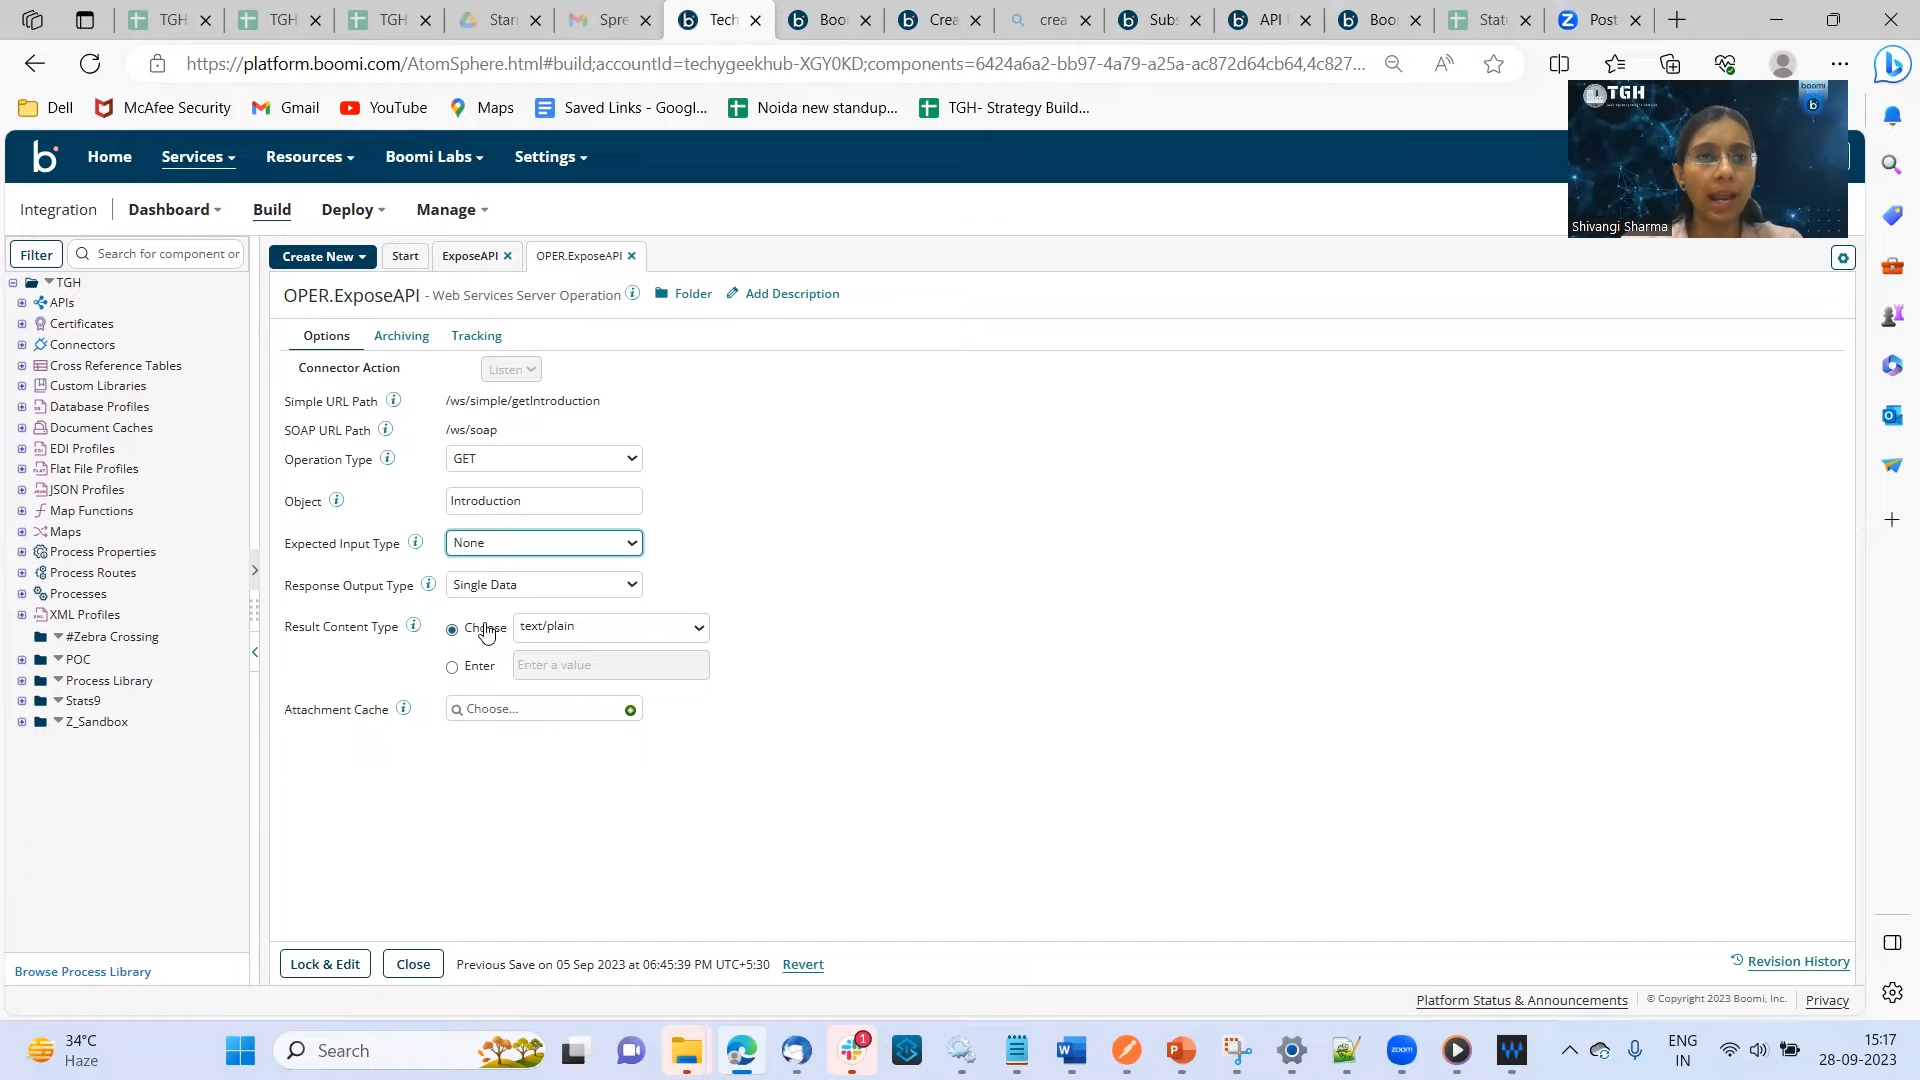 TGH
TGH
TGH
Star
Spre
Tech
Boo
Crea
crea
Sub
API
Boo
Stat
Post
https://platform.boomi.com/AtomSphere.html#build;accountId=techygeekhub-XGY0KD;components=6424a6a2-bb97-4a79-a25a-ac872d64cb64,4c827...
Dell
McAfee Security
Gmail
YouTube
Maps
Saved Links - Googl...
Noida new standup...
TGH- Strategy Build...
TGH
boomi
Shivangi Sharma
Home
Services
Resources
Boomi Labs
Settings
Integration
Dashboard
Build
Deploy
Manage
Filter
Search for component or
Create New
Start
ExposeAPI
OPER.ExposeAPI
TGH
APIs
Certificates
Connectors
Cross Reference Tables
Custom Libraries
Database Profiles
Document Caches
EDI Profiles
Flat File Profiles
JSON Profiles
Map Functions
Maps
Process Properties
Process Routes
Processes
XML Profiles
#Zebra Crossing
POC
Process Library
Stats9
Z_Sandbox
Browse Process Library
OPER.ExposeAPI - Web Services Server Operation
Folder
Add Description
Options
Archiving
Tracking
Connector Action
Listen
Simple URL Path
/ws/simple/getIntroduction
SOAP URL Path
/ws/soap
Operation Type
GET
Object
Introduction
Expected Input Type
None
Response Output Type
Single Data
Result Content Type
Choose
text/plain
Enter
Enter a value
Attachment Cache
Choose...
Lock & Edit
Close
Previous Save on 05 Sep 2023 at 06:45:39 PM UTC+5:30
Revert
Revision History
Platform Status & Announcements
© Copyright 2023 Boomi, Inc.
Privacy
34°C
Haze
Search
1
zoom
ENG
IN
15:17
28-09-2023